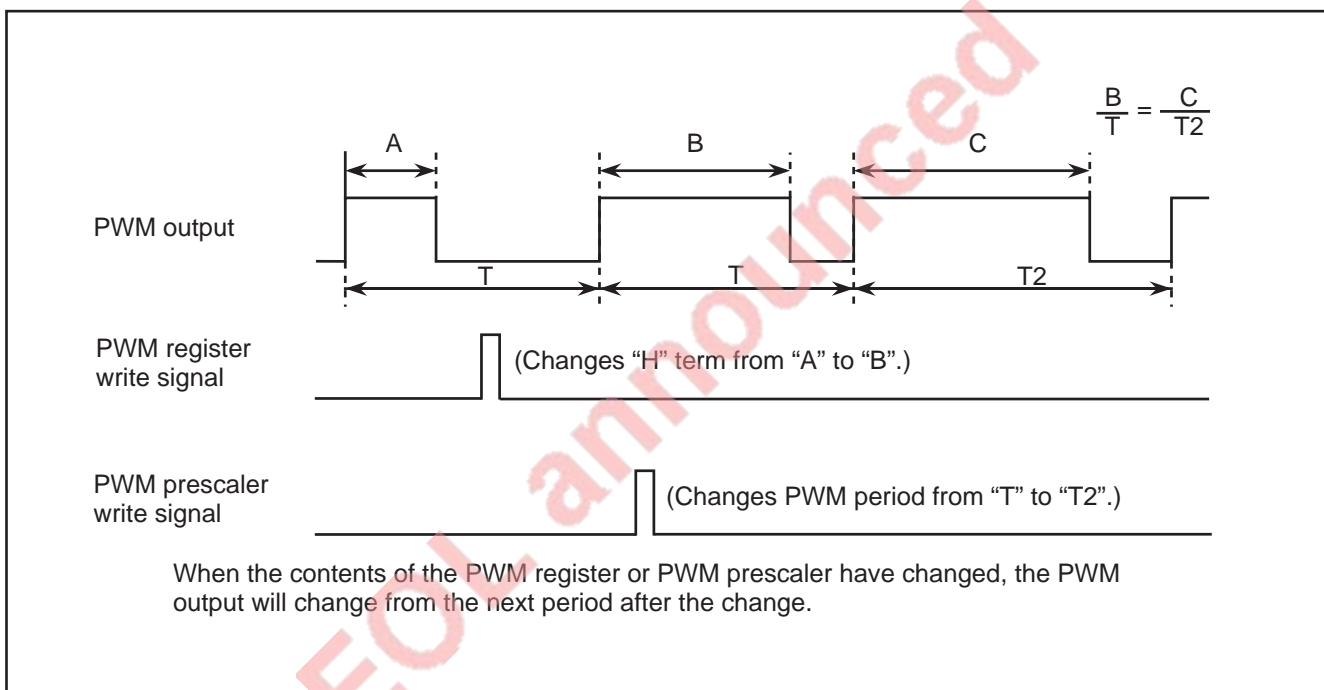 B
T
=
C
T2
A
B
C
PWM output
T
T
T2
PWM register
write signal
(Changes “H” term from “A” to “B”.)
PWM prescaler
write signal
(Changes PWM period from “T” to “T2”.)
When the contents of the PWM register or PWM prescaler have changed, the PWM
output will change from the next period after the change.
EOL announced